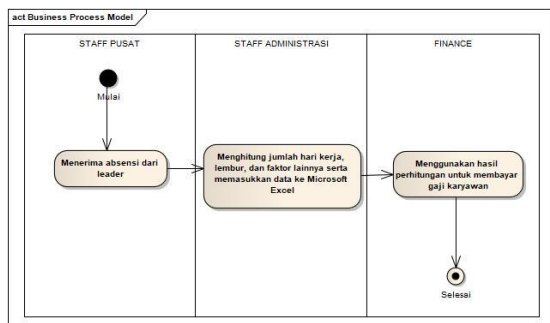 act Business Process Model
STAFF PUSAT
STAFF ADMINISTRASI
FINANCE
Mulai
Menerima absensi dari
leader
Menghitung jumlah hari kerja,
lembur, dan faktor lainnya serta
memasukkan data ke Microsoft
Excel
Menggunakan hasil
perhitungan untuk membayar
gaji karyawan
Selesai